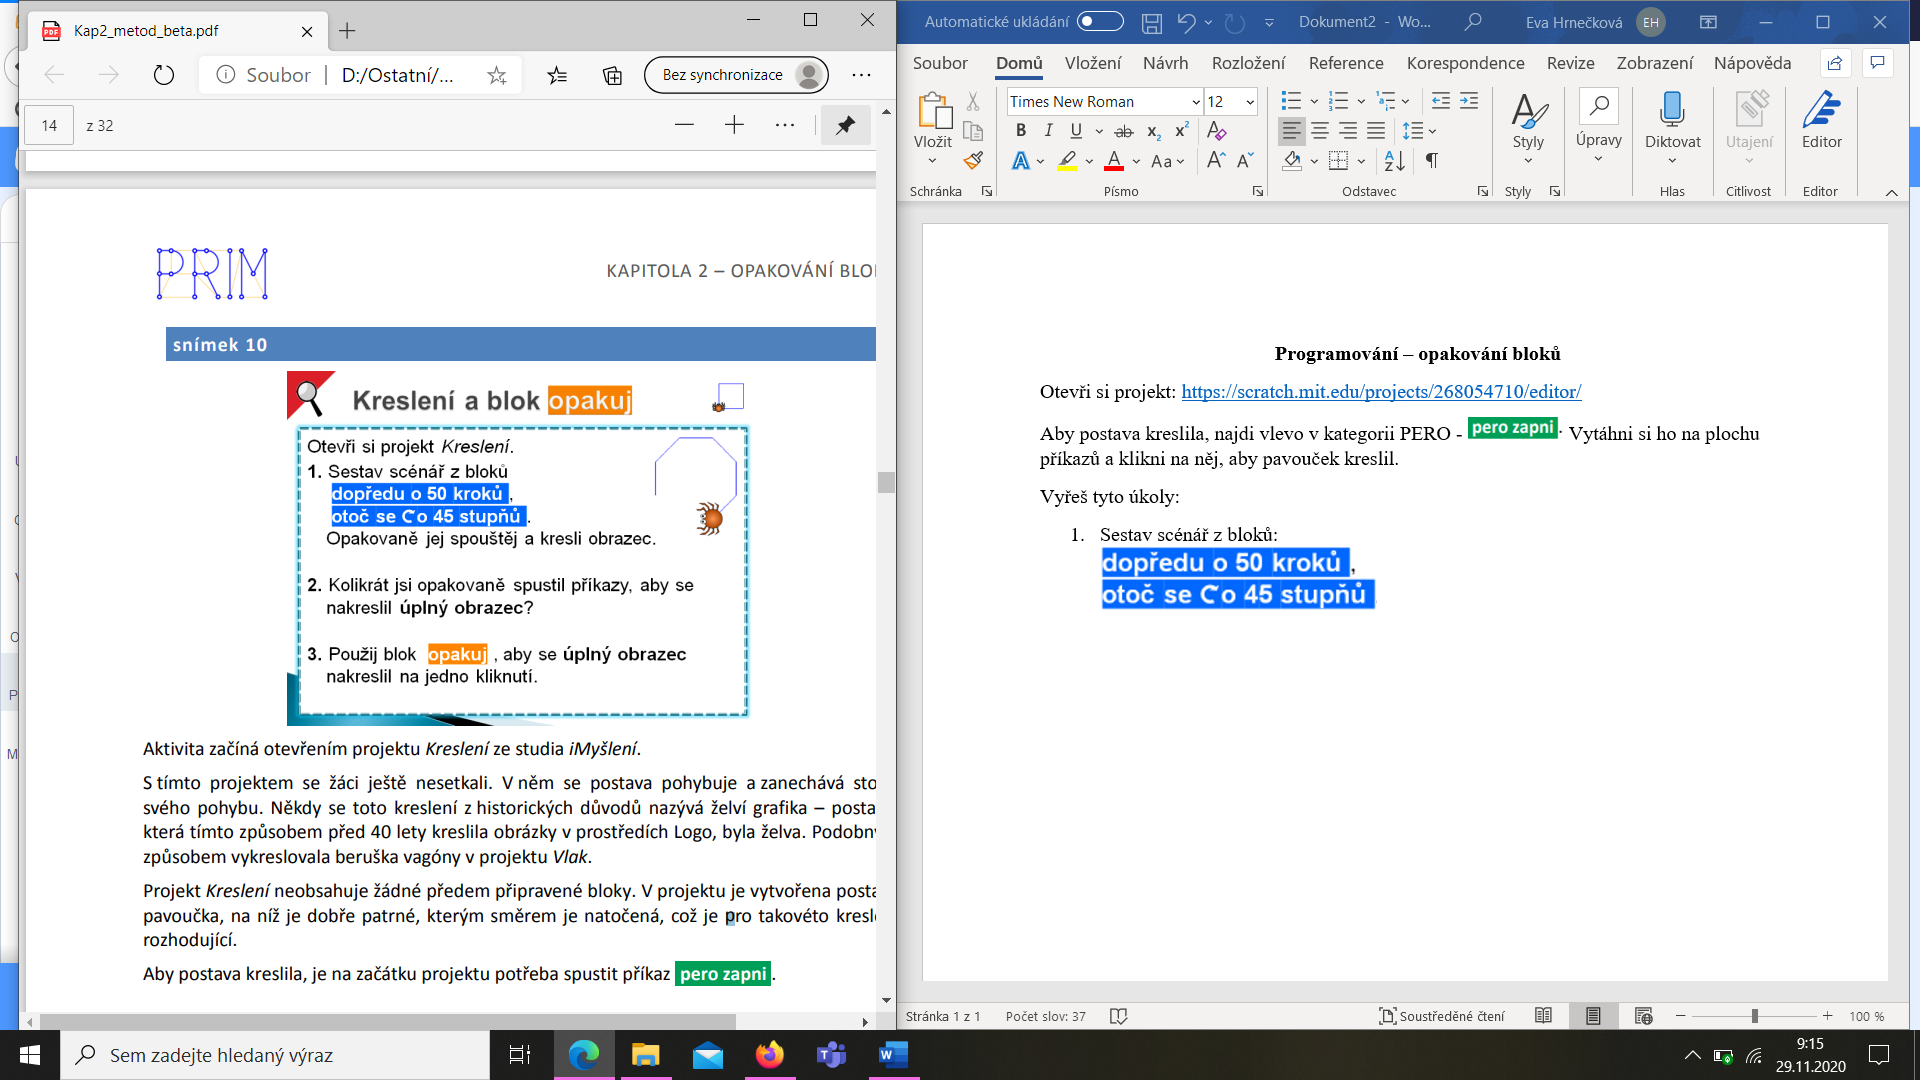 Kap2_metod_beta.pdf
Soubor
D:/Ostatní/...
Bez synchronizace
14
z 32
PRIM
KAPITOLA 2 – OPAKOVÁNÍ
snímek 10
Kreslení a blok opakuj
Otevři si projekt Kreslení.
1. Sestav scénář z bloků
dopředu o 50 kroků ,
otoč se o 45 stupňů .
Opakovaně jej spouštěj a kresli obrazec.
2. Kolikrát jsi opakovaně spustil příkazy, aby se
nakreslil úplný obrazec?
3. Použij blok opakuj , aby se úplný obrazec
nakreslil na jedno kliknutí.
Aktivita začíná otevřením projektu Kreslení ze studia iMyšlení.
S tímto projektem se žáci ještě nesetkali. V něm se postava pohybuje a zanechává
svého pohybu. Někdy se toto kreslení z historických důvodů nazývá želví grafika –
která tímto způsobem před 40 lety kreslila obrázky v prostředích Logo, byla želva.
způsobem vykreslovala beruška vagóny v projektu Vlak.
Projekt Kreslení neobsahuje žádné předem připravené bloky. V projektu je vytvořena
pavoučka, na níž je dobře patrné, kterým směrem je natočená, což je pro takovéto
rozhodující.
Aby postava kreslila, je na začátku projektu potřeba spustit příkaz pero zapni .
Automatické ukládání
Dokument2 - Wo...
Eva Hrnečková
EH
Soubor Domů Vložení Návrh Rozložení Reference Korespondence Revize Zobrazení Nápověda
Vložit
Times New Roman
12
B I U ab x2 x2
A A Aa A A
Styly
Úpravy
Diktovat
Utajení
Editor
Schránka
Písmo
Odstavec
Styly
Hlas
Citlivost
Editor
Programování – opakování bloků
Otevři si projekt: https://scratch.mit.edu/projects/268054710/editor/
Aby postava kreslila, najdi vlevo v kategorii PERO - pero zapni. Vytáhni si ho na plochu
příkazů a klikni na něj, aby pavouček kreslil.
Vyřeš tyto úkoly:
1. Sestav scénář z bloků:
dopředu o 50 kroků ,
otoč se o 45 stupňů
Stránka 1 z 1
Počet slov: 37
Soustředěné čtení
100 %
Sem zadejte hledaný výraz
9:15
29.11.2020